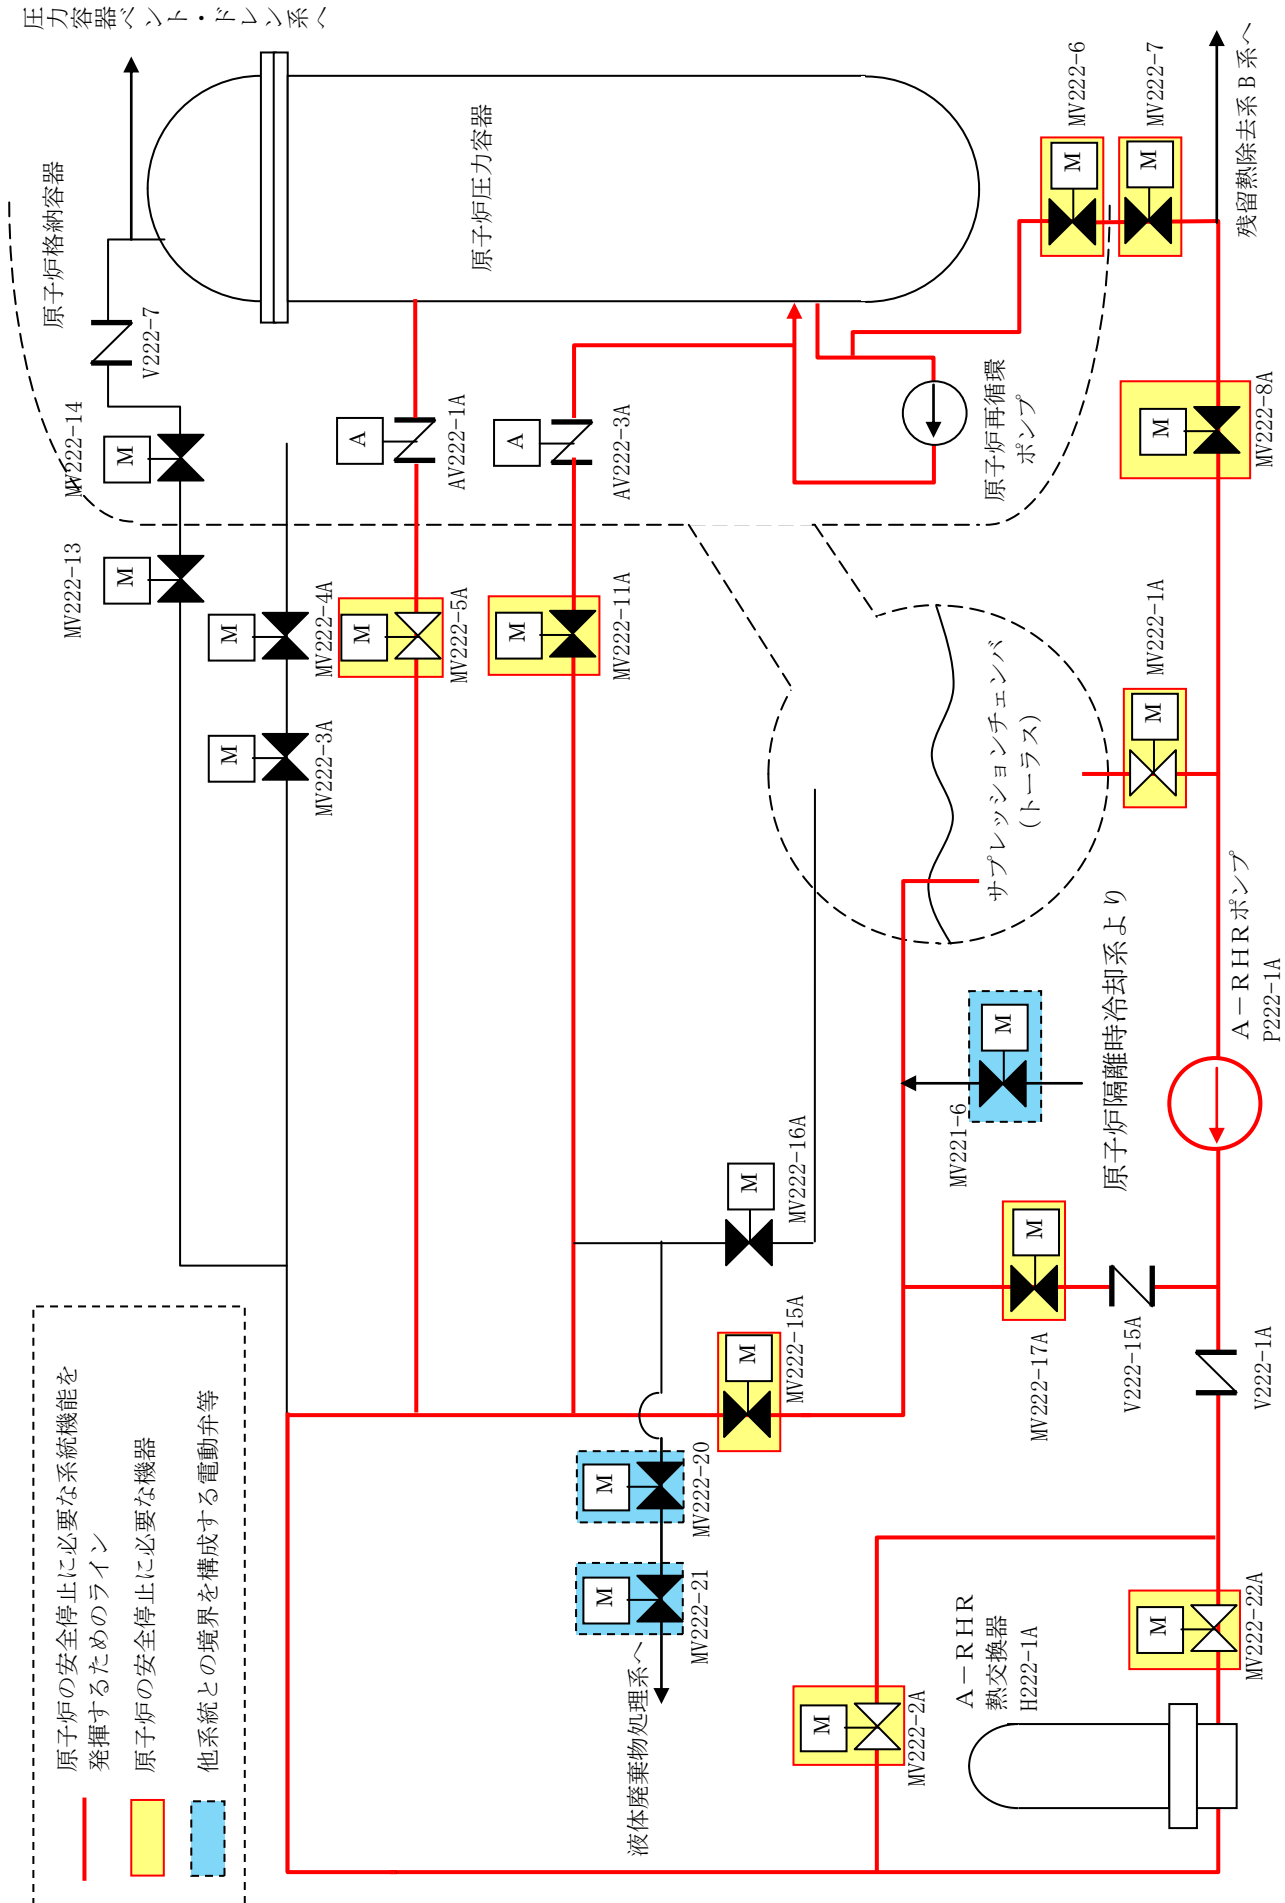 圧力容器ベント・ドレン系へ
原子炉格納容器
V222-7
MV222-14
M
MV222-13
M
原子炉圧力容器
MV222-6
M
MV222-7
M
残留熱除去系B系へ
A
AV222-1A
A
AV222-3A
原子炉再循環
ポンプ
M
MV222-8A
M
MV222-4A
M
MV222-3A
M
MV222-5A
M
MV222-11A
サプレッションチェンバ
(トーラス)
M
MV222-1A
A-RHRポンプ
P222-1A
原子炉隔離時冷却系より
M
MV221-6
M
MV222-16A
M
MV222-15A
M
MV222-17A
V222-15A
V222-1A
M
MV222-20
M
MV222-21
液体廃棄物処理系へ
M
MV222-2A
A-RHR
熱交換器
H222-1A
M
MV222-22A
原子炉の安全停止に必要な系統機能を
発揮するためのライン
原子炉の安全停止に必要な機器
他系統との境界を構成する電動弁等